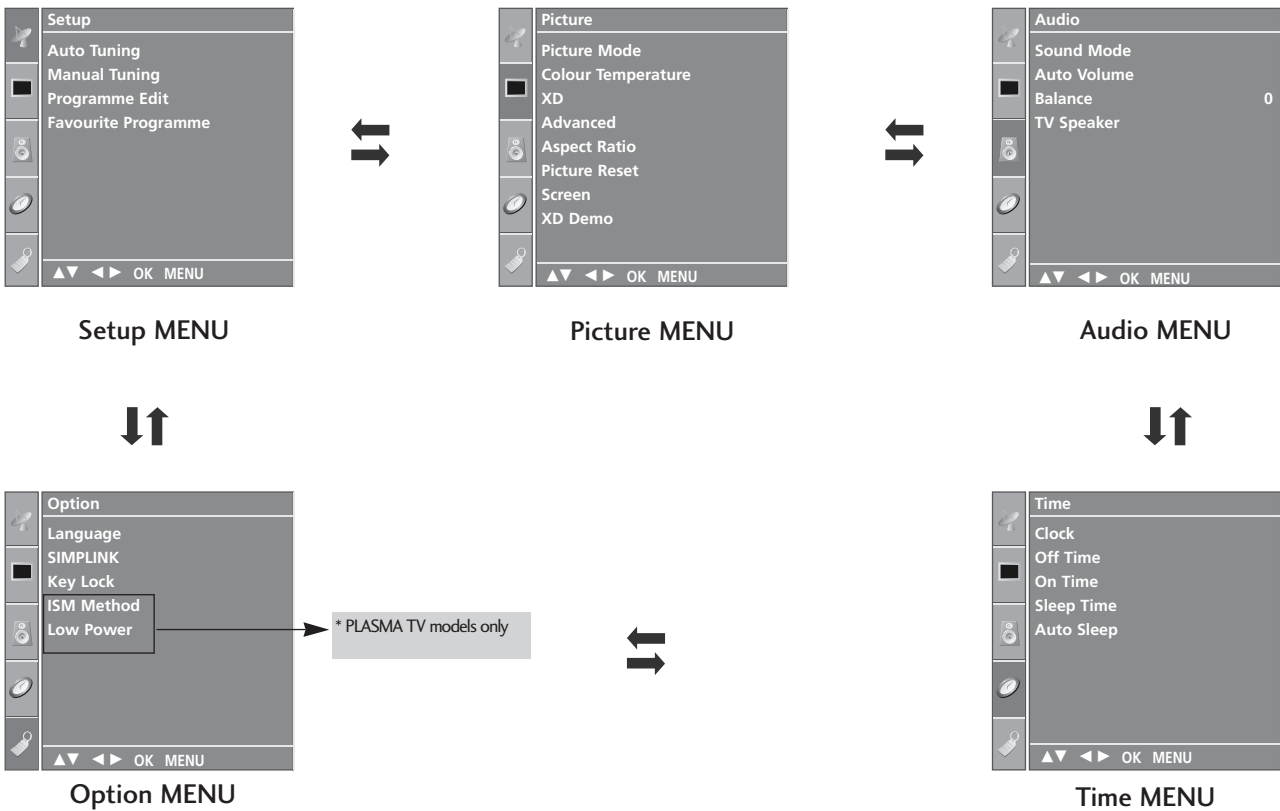 Setup
Auto Tuning
Manual Tuning
Programme Edit
Favourite Programme
▲▼ ◄► OK MENU
Setup MENU
Picture
Picture Mode
Colour Temperature
XD
Advanced
Aspect Ratio
Picture Reset
Screen
XD Demo
▲▼ ◄► OK MENU
Picture MENU
Audio
Sound Mode
Auto Volume
Balance 0
TV Speaker
▲▼ ◄► OK MENU
Audio MENU
Option
Language
SIMPLINK
Key Lock
ISM Method
Low Power
* PLASMA TV models only
▲▼ ◄► OK MENU
Option MENU
Time
Clock
Off Time
On Time
Sleep Time
Auto Sleep
▲▼ ◄► OK MENU
Time MENU